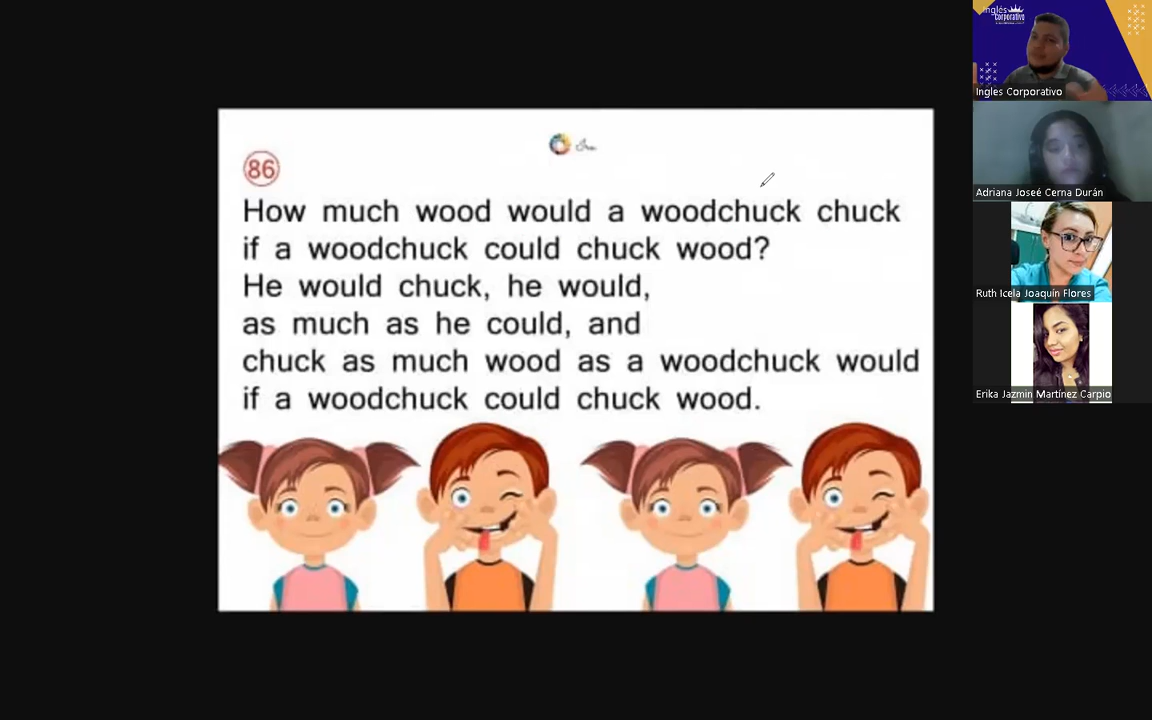 86
How much wood would a woodchuck chuck
if a woodchuck could chuck wood?
He would chuck, he would,
as much as he could, and
chuck as much wood as a woodchuck would
if a woodchuck could chuck wood.
Inglés
corporativo
Ingles Corporativo
Adriana Joseé Cerna Durán
Ruth Icela Joaquín Flores
Erika Jazmin Martínez Carpio